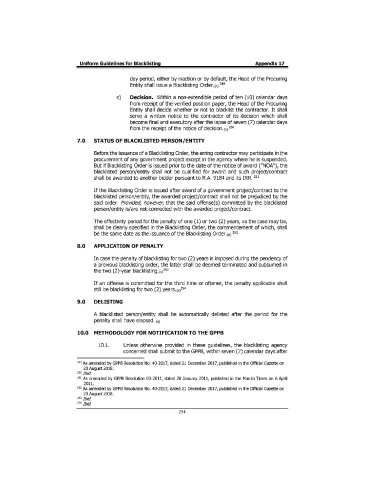 Uniform Guidelines for Blacklisting Appendix 17
day period, either by inaction or by default, the Head of the Procuring
Entity shall issue a Blacklisting Order.(n) 249
c) Decision. Within a non-extendible period of ten (10) calendar days
from receipt of the verified position paper, the Head of the Procuring
Entity shall decide whether or not to blacklist the contractor. It shall
serve a written notice to the contractor of its decision which shall
become final and executory after the lapse of seven (7) calendar days
from the receipt of the notice of decision.(n) 250
7.0 STATUS OF BLACKLISTED PERSON/ENTITY
Before the issuance of a Blacklisting Order, the erring contractor may participate in the
procurement of any government project except in the agency where he is suspended.
But if Blacklisting Order is issued prior to the date of the notice of award ("NOA"), the
blacklisted person/entity shall not be qualified for award and such project/contract
shall be awarded to another bidder pursuant to R.A. 9184 and its IRR. 251
If the Blacklisting Order is issued after award of a government project/contract to the
blacklisted person/entity, the awarded project/contract shall not be prejudiced by the
said order: Provided, however, that the said offense(s) committed by the blacklisted
person/entity is/are not connected with the awarded project/contract.
The effectivity period for the penalty of one (1) or two (2) years, as the case may be,
shall be clearly specified in the Blacklisting Order, the commencement of which, shall
be the same date as the issuance of the Blacklisting Order.(a) 252
8.0 APPLICATION OF PENALTY
In case the penalty of blacklisting for two (2) years is imposed during the pendency of
a previous blacklisting order, the latter shall be deemed terminated and subsumed in
the two (2)-year blacklisting.(n)253
If an offense is committed for the third time or oftener, the penalty applicable shall
still be blacklisting for two (2) years.(n)254
9.0 DELISTING
A blacklisted person/entity shall be automatically delisted after the period for the
penalty shall have elapsed.
10.0 METHODOLOGY FOR NOTIFICATION TO THE GPPB
10.1. Unless otherwise provided in these guidelines, the blacklisting agency
concerned shall submit to the GPPB, within seven (7) calendar days after
249 As amended by GPPB Resolution No. 40-2017, dated 21 December 2017, published in the Official Gazette on
20 August 2018.
250 Ibid
251 As amended by GPPB Resolution 03-2011, dated 28 January 2011, published in the Manila Times on 6 April
2011.
252 As amended by GPPB Resolution No. 40-2017, dated 21 December 2017, published in the Official Gazette on
20 August 2018.
253 Ibid
254 Ibid